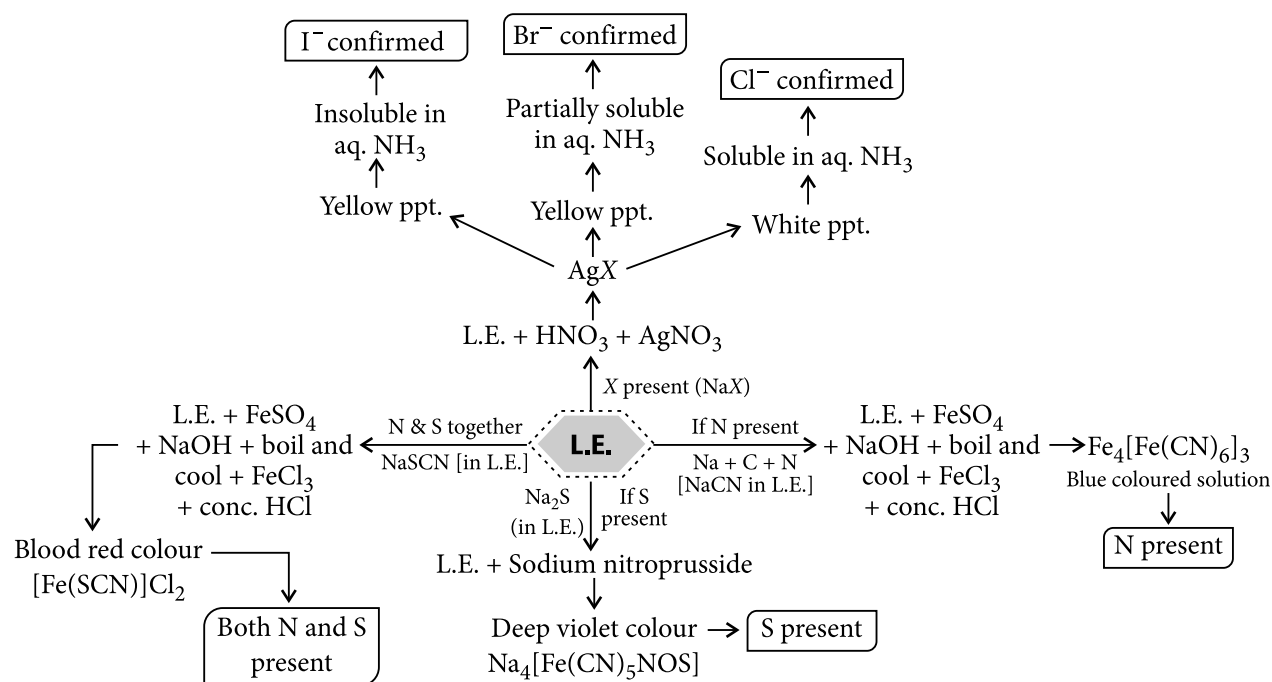 I⁻ confirmed
Br⁻ confirmed
Cl⁻ confirmed
Insoluble in
aq. NH₃
Partially soluble
in aq. NH₃
Soluble in aq. NH₃
Yellow ppt.
Yellow ppt.
White ppt.
AgX
L.E. + HNO₃ + AgNO₃
X present (NaX)
L.E.
N & S together
NaSCN [in L.E.]
L.E. + FeSO₄
+ NaOH + boil and
cool + FeCl₃
+ conc. HCl
Blood red colour
[Fe(SCN)]Cl₂
Both N and S
present
If N present
Na + C + N
[NaCN in L.E.]
L.E. + FeSO₄
+ NaOH + boil and
cool + FeCl₃
+ conc. HCl
Fe₄[Fe(CN)₆]₃
Blue coloured solution
N present
Na₂S
(in L.E.)
If S
present
L.E. + Sodium nitroprusside
Deep violet colour
Na₄[Fe(CN)₅NOS]
S present